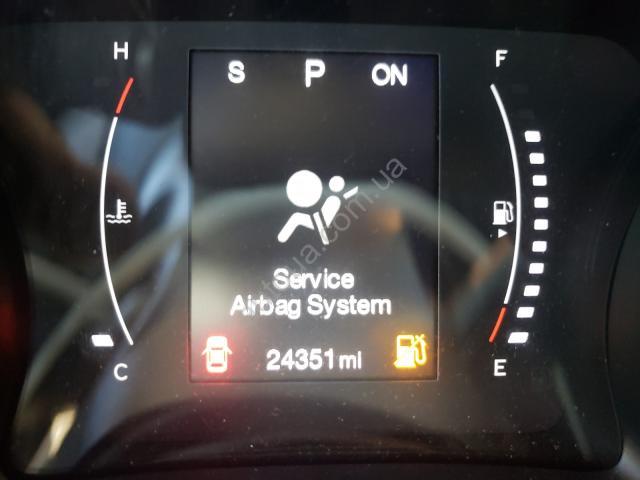 H
F
S P ON
Service
Airbag System
24351 mi
C
E